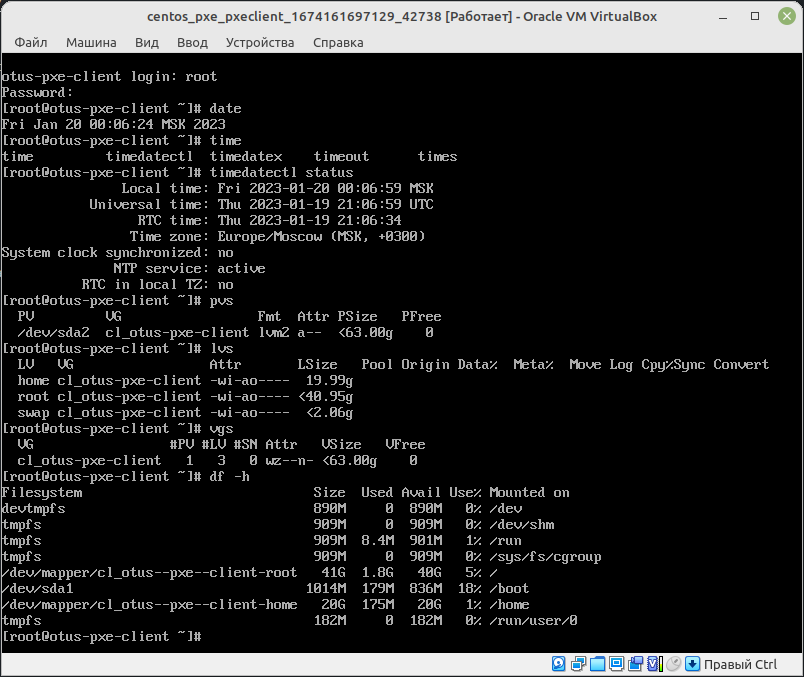 centos_pxe_pxeclient_1674161697129_42738 [Работает] - Oracle VM VirtualBox
Файл Машина Вид Ввод Устройства Справка
otus-pxe-client login: root
Password:
[root@otus-pxe-client ~]# date
Fri Jan 20 00:06:24 MSK 2023
[root@otus-pxe-client ~]# time
time         timedatectl  timedatex    timeout      times
[root@otus-pxe-client ~]# timedatectl status
               Local time: Fri 2023-01-20 00:06:59 MSK
           Universal time: Thu 2023-01-19 21:06:59 UTC
                 RTC time: Thu 2023-01-19 21:06:34
                Time zone: Europe/Moscow (MSK, +0300)
System clock synchronized: no
              NTP service: active
          RTC in local TZ: no
[root@otus-pxe-client ~]# pvs
  PV         VG                 Fmt  Attr PSize   PFree
  /dev/sda2  cl_otus-pxe-client lvm2 a--  <63.00g    0
[root@otus-pxe-client ~]# lvs
  LV   VG                 Attr       LSize   Pool Origin Data%  Meta%  Move Log Cpy%Sync Convert
  home cl_otus-pxe-client -wi-ao----  19.99g
  root cl_otus-pxe-client -wi-ao---- <40.95g
  swap cl_otus-pxe-client -wi-ao----  <2.06g
[root@otus-pxe-client ~]# vgs
  VG                 #PV #LV #SN Attr   VSize   VFree
  cl_otus-pxe-client   1   3   0 wz--n- <63.00g    0
[root@otus-pxe-client ~]# df -h
Filesystem                             Size  Used Avail Use% Mounted on
devtmpfs                               890M     0  890M   0% /dev
tmpfs                                  909M     0  909M   0% /dev/shm
tmpfs                                  909M  8.4M  901M   1% /run
tmpfs                                  909M     0  909M   0% /sys/fs/cgroup
/dev/mapper/cl_otus--pxe--client-root   41G  1.8G   40G   5% /
/dev/sda1                             1014M  179M  836M  18% /boot
/dev/mapper/cl_otus--pxe--client-home   20G  175M   20G   1% /home
tmpfs                                  182M     0  182M   0% /run/user/0
[root@otus-pxe-client ~]#
Правый Ctrl